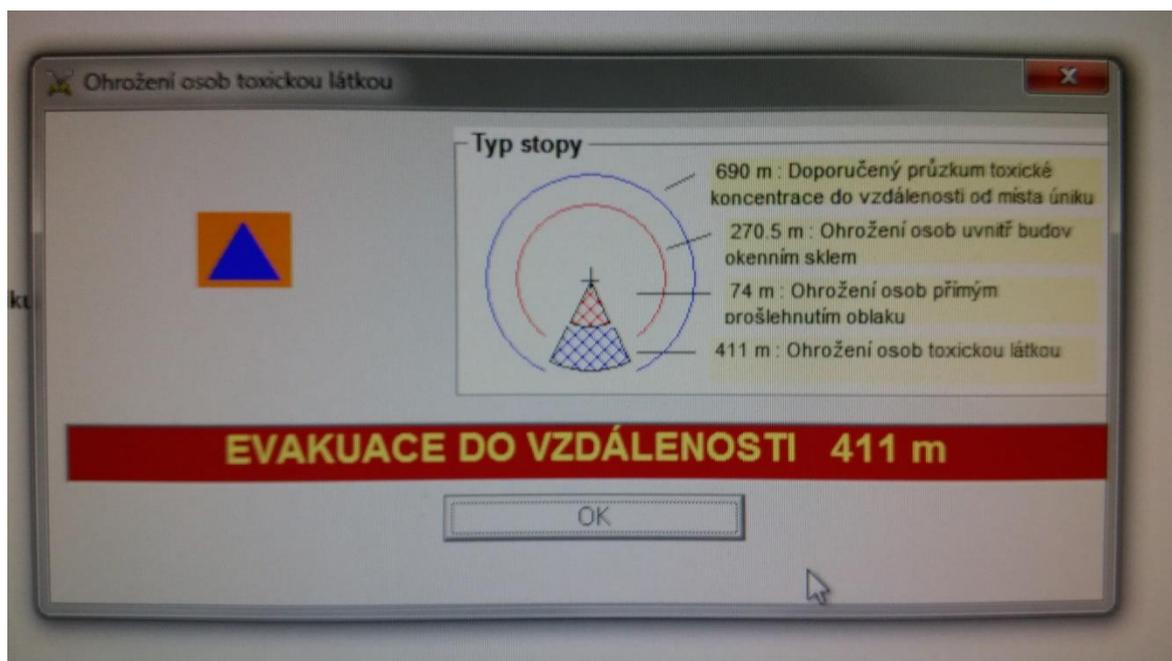 Ohrožení osob toxickou látkou
Typ stopy
690 m : Doporučený průzkum toxické
koncentrace do vzdálenosti od místa úniku
270.5 m : Ohrožení osob uvnitř budov
okenním sklem
74 m : Ohrožení osob přímým
prošlehnutím oblaku
411 m : Ohrožení osob toxickou látkou
ku
EVAKUACE DO VZDÁLENOSTI 411 m
OK